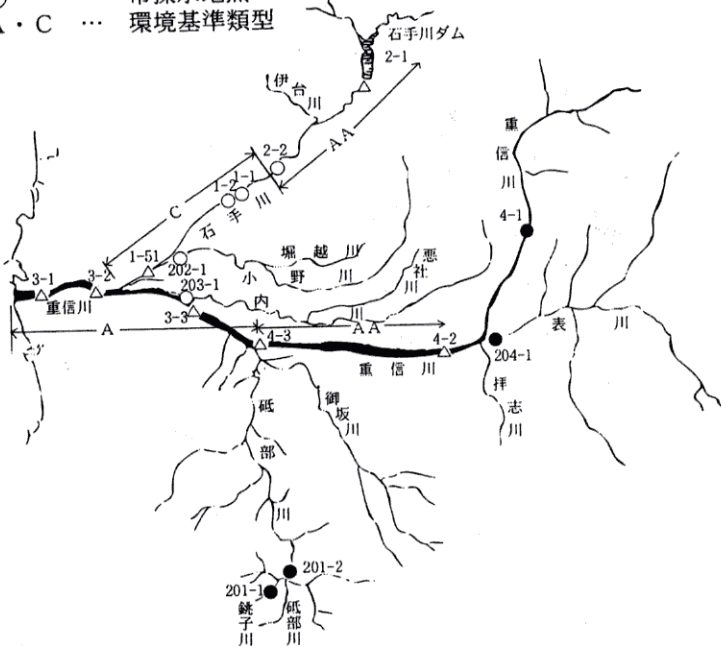 A・C … 環境基準類型
石手川ダム
2-1
伊台川
AA
重信川
2-2
1-1
1-2
C
石手川
4-1
堀越川
1-51
202-1
小野川
悪社川
3-1
3-2
203-1
内川
重信川
表川
A
3-3
AA
4-3
4-2
204-1
重信川
拝志川
御坂川
砥部川
201-2
201-1
銚子川
砥部川